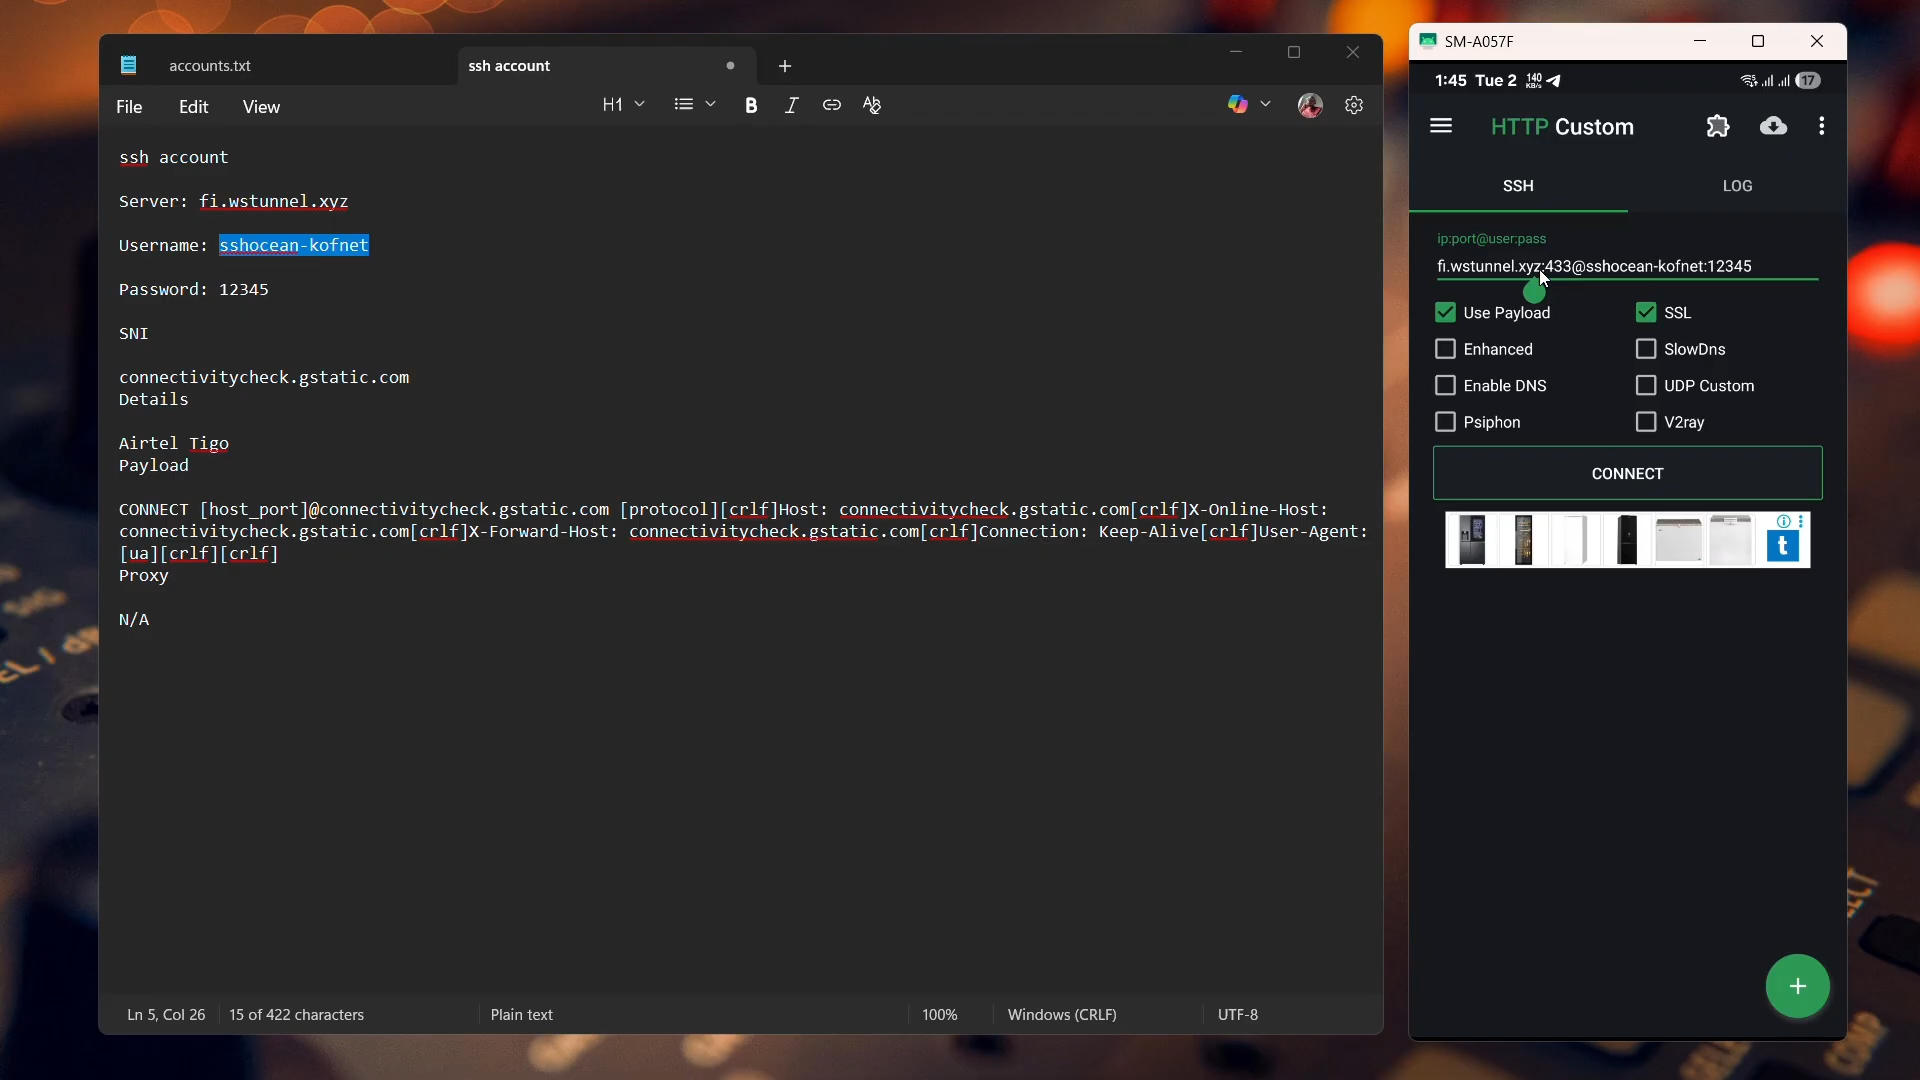 accounts.txt
ssh account
File
Edit
View
H1
ssh account
Server: fi.wstunnel.xyz
Username: sshocean-kofnet
Password: 12345
SNI
connectivitycheck.gstatic.com
Details
Airtel Tigo
Payload
CONNECT [host_port]@connectivitycheck.gstatic.com [protocol][crlf]Host: connectivitycheck.gstatic.com[crlf]X-Online-Host:
connectivitycheck.gstatic.com[crlf]X-Forward-Host: connectivitycheck.gstatic.com[crlf]Connection: Keep-Alive[crlf]User-Agent:
[ua][crlf][crlf]
Proxy
N/A
Ln 5, Col 26
15 of 422 characters
Plain text
100%
Windows (CRLF)
UTF-8
SM-A057F
1:45 Tue 2 140 KB/s
17
HTTP Custom
SSH
LOG
ip:port@user:pass
fi.wstunnel.xyz:433@sshocean-kofnet:12345
Use Payload
SSL
Enhanced
SlowDns
Enable DNS
UDP Custom
Psiphon
V2ray
CONNECT
t